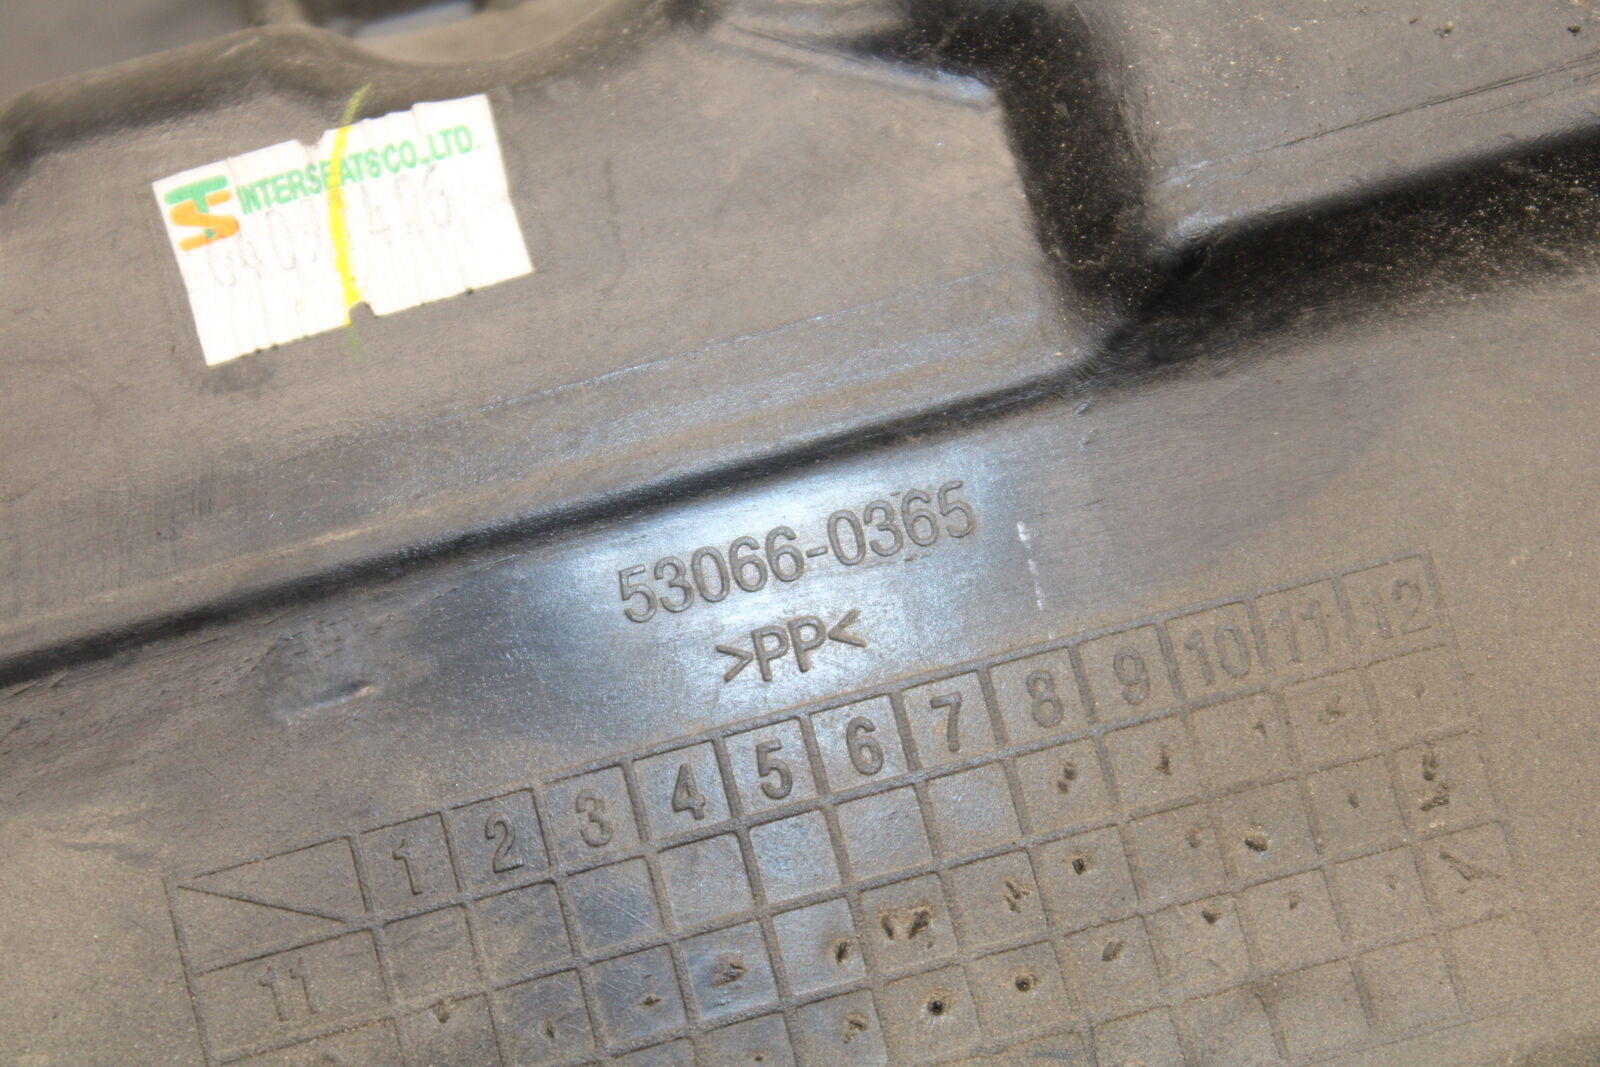 INTERSEATS CO.,LTD.
53066-0365
>PP<
1 2 3 4 5 6 7 8 9 10 11 12
11